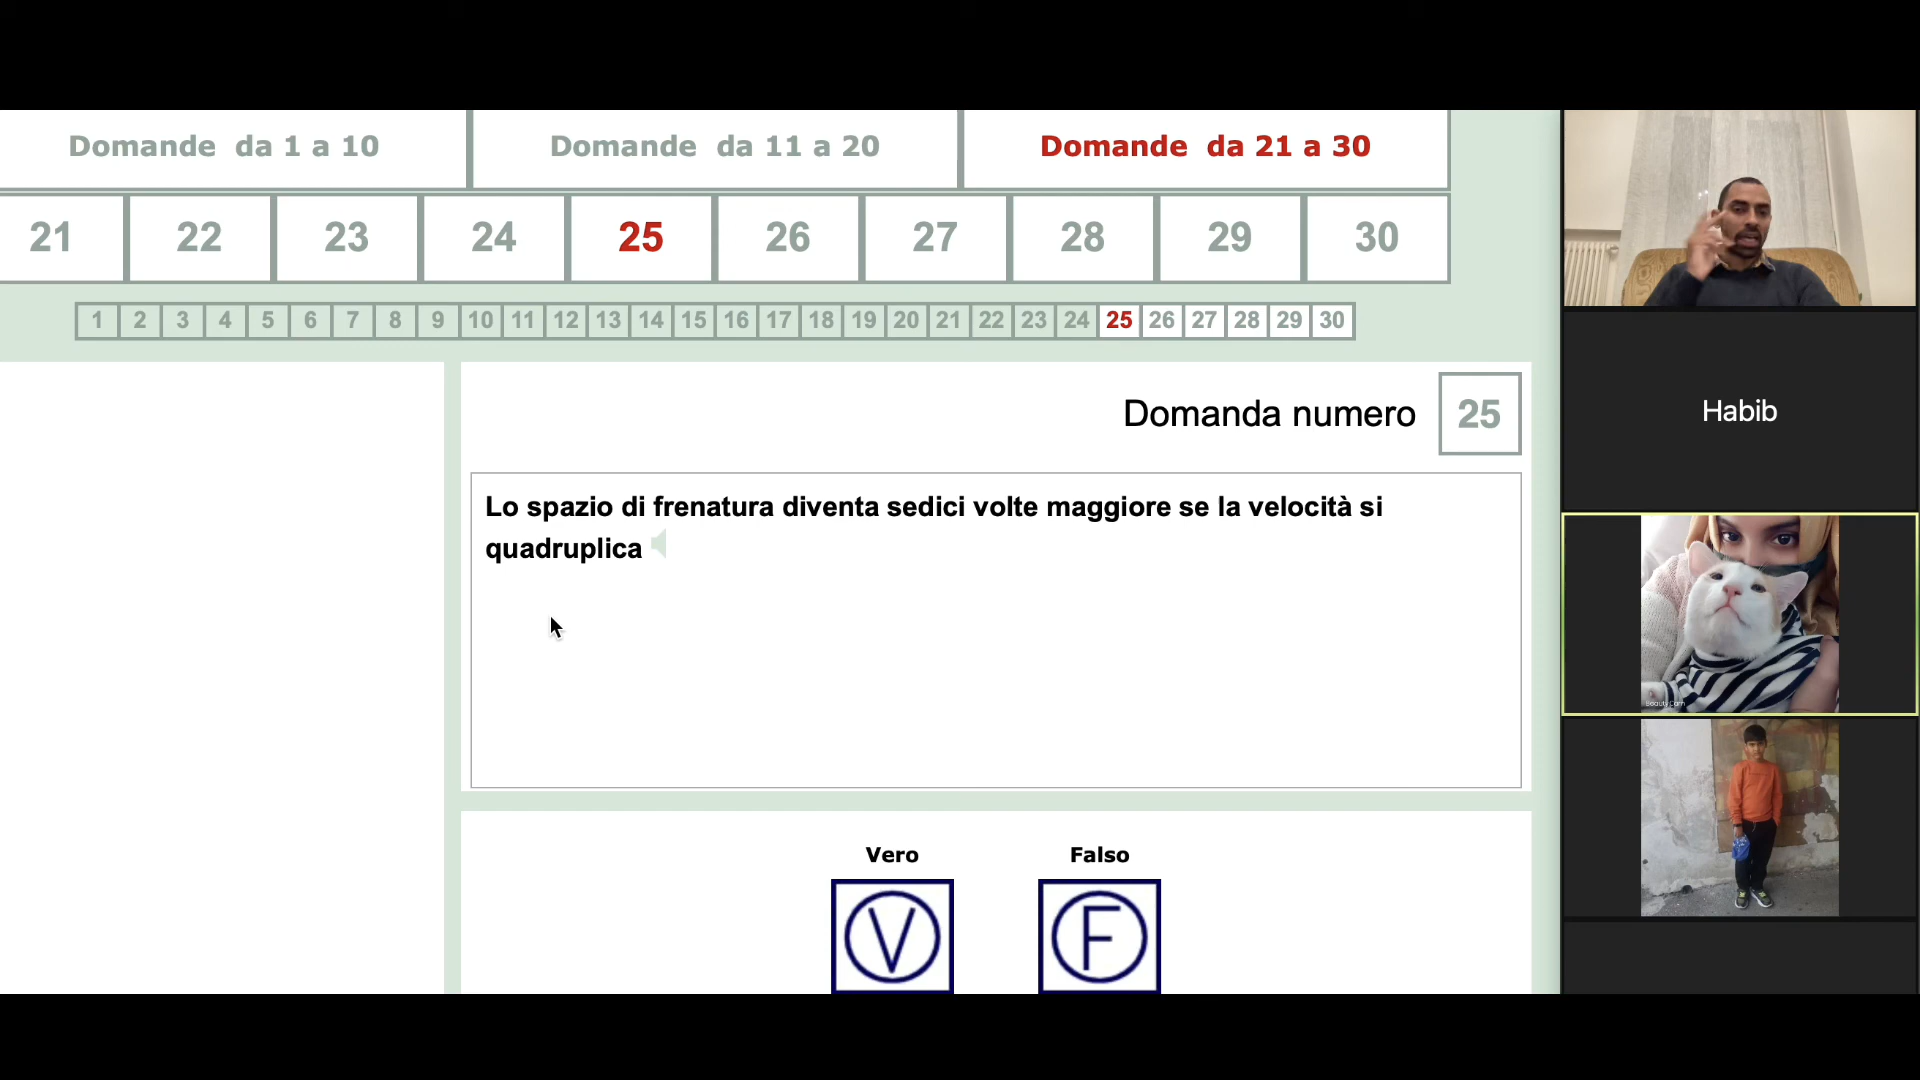 Domande da 1 a 10 Domande da 11 a 20 Domande da 21 a 30
21 22 23 24 25 26 27 28 29 30
1 2 3 4 5 6 7 8 9 10 11 12 13 14 15 16 17 18 19 20 21 22 23 24 25 26 27 28 29 30
Domanda numero 25
Lo spazio di frenatura diventa sedici volte maggiore se la velocità si
quadruplica
Vero Falso
V F
Habib
BeautyCam